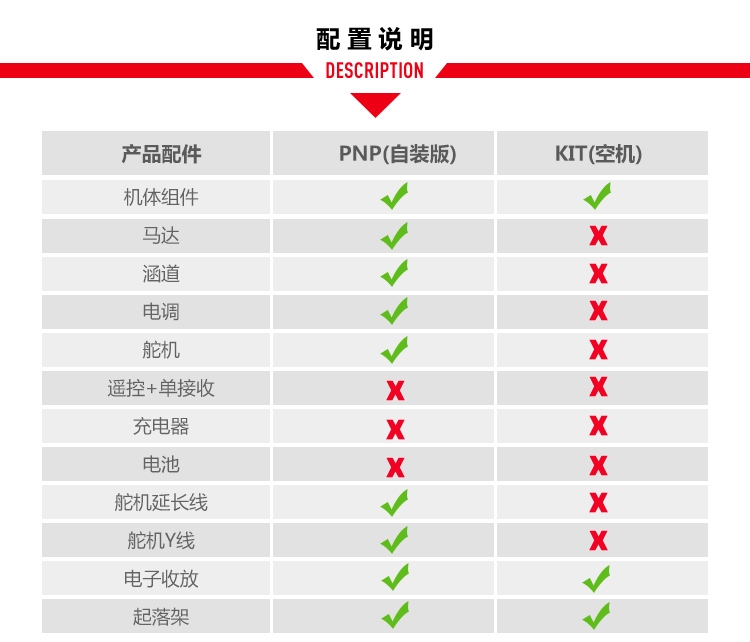 配置说明
DESCRIPTION
产品配件 PNP(自装版) KIT(空机)
机体组件
马达
涵道
电调
舵机
遥控+单接收
充电器
电池
舵机延长线
舵机Y线
电子收放
起落架